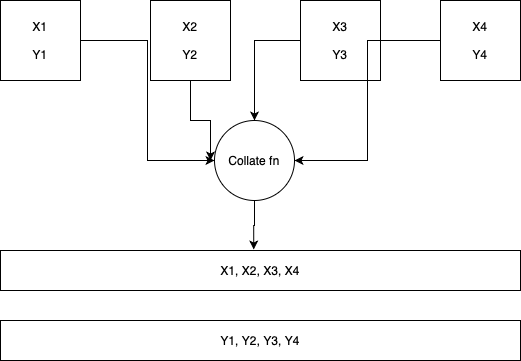 X1
Y1
X2
Y2
X3
Y3
X4
Y4
Collate fn
X1, X2, X3, X4
Y1, Y2, Y3, Y4